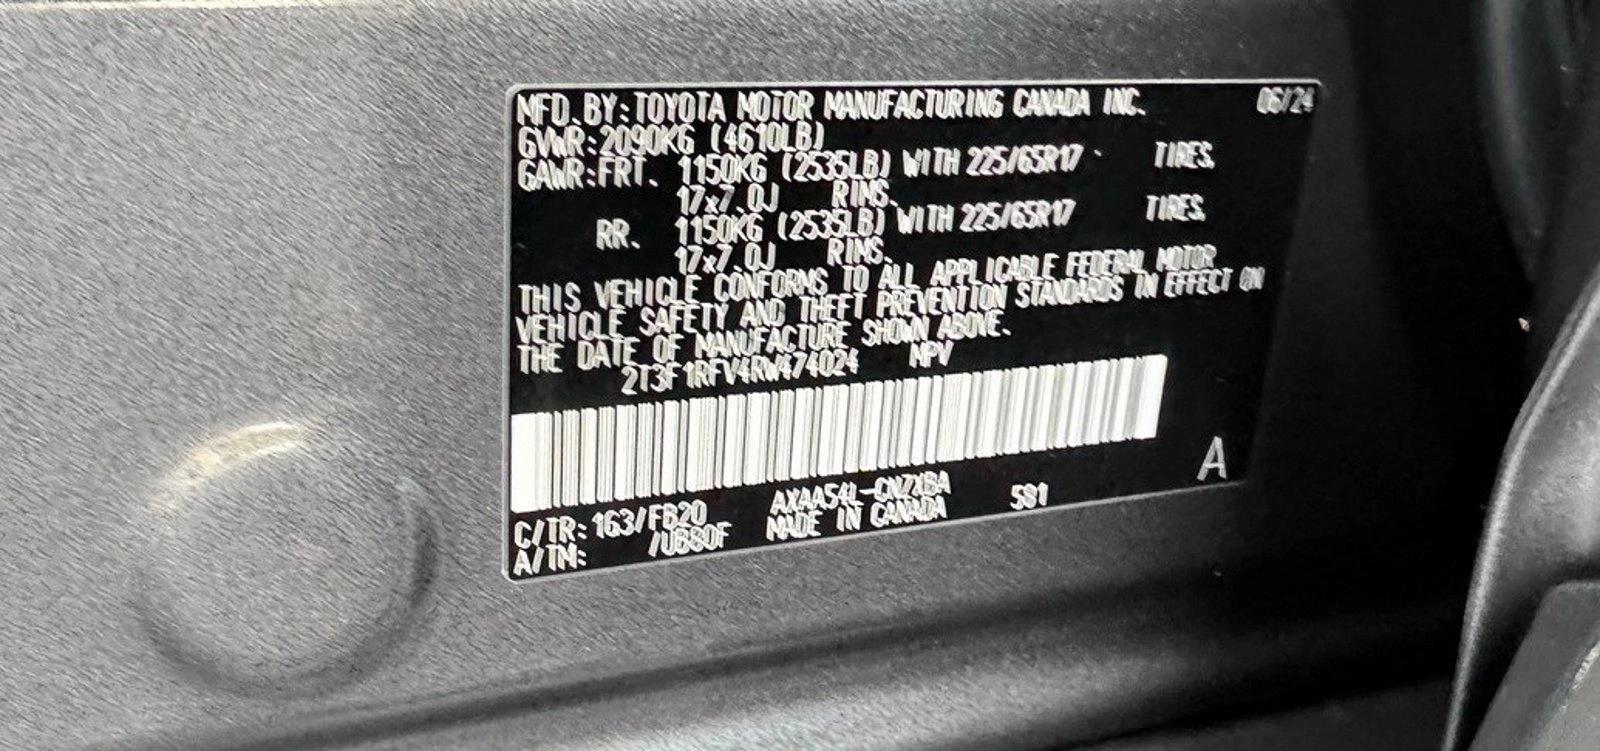 MFD. BY: TOYOTA MOTOR MANUFACTURING CANADA INC. 06/24
GVWR: 2090KG (4610LB)
GAWR: FRT. 1150KG (2535LB) WITH 225/65R17 TIRES.
17x7.0J RIMS.
RR. 1150KG (2535LB) WITH 225/65R17 TIRES.
17x7.0J RIMS.
THIS VEHICLE CONFORMS TO ALL APPLICABLE FEDERAL MOTOR
VEHICLE SAFETY AND THEFT PREVENTION STANDARDS IN EFFECT ON
THE DATE OF MANUFACTURE SHOWN ABOVE.
2T3F1RFV4RW474024 MPV
A
C/TR: 1G3/FB20 AXAA54L-CNZXBA 581
A/TM: /UB80F MADE IN CANADA